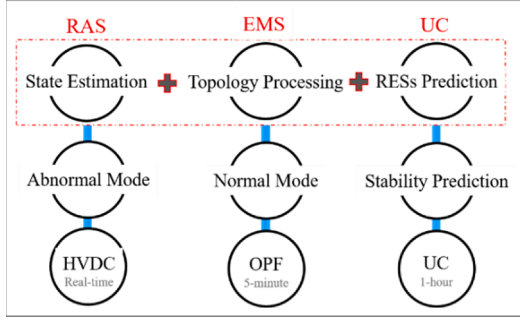 RAS EMS UC
State Estimation Topology Processing RESs Prediction
Abnormal Mode Normal Mode Stability Prediction
HVDC OPF UC
Real-time 5-minute 1-hour